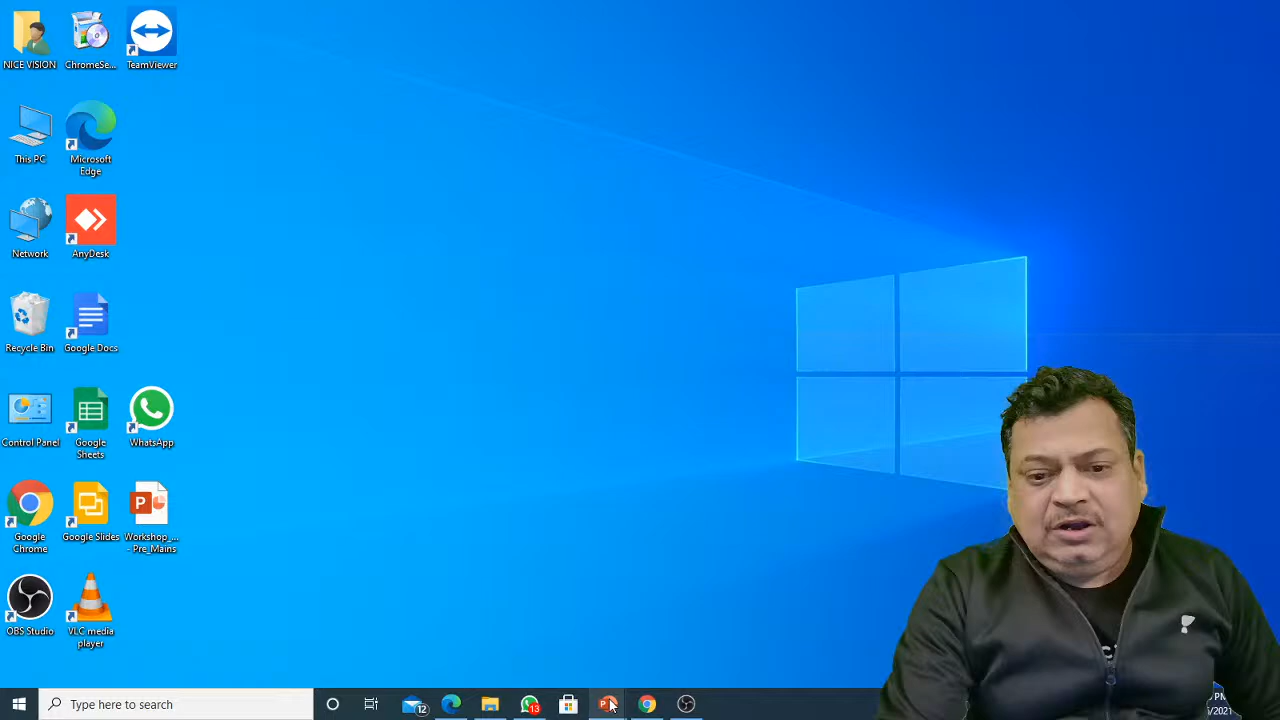 NICE VISION
ChromeSe...
TeamViewer
This PC
Microsoft
Edge
Network
AnyDesk
Recycle Bin
Google Docs
Control Panel
Google
Sheets
WhatsApp
Google
Chrome
Google Slides
Workshop_...
- Pre_Mains
OBS Studio
VLC media
player
Type here to search
12
13